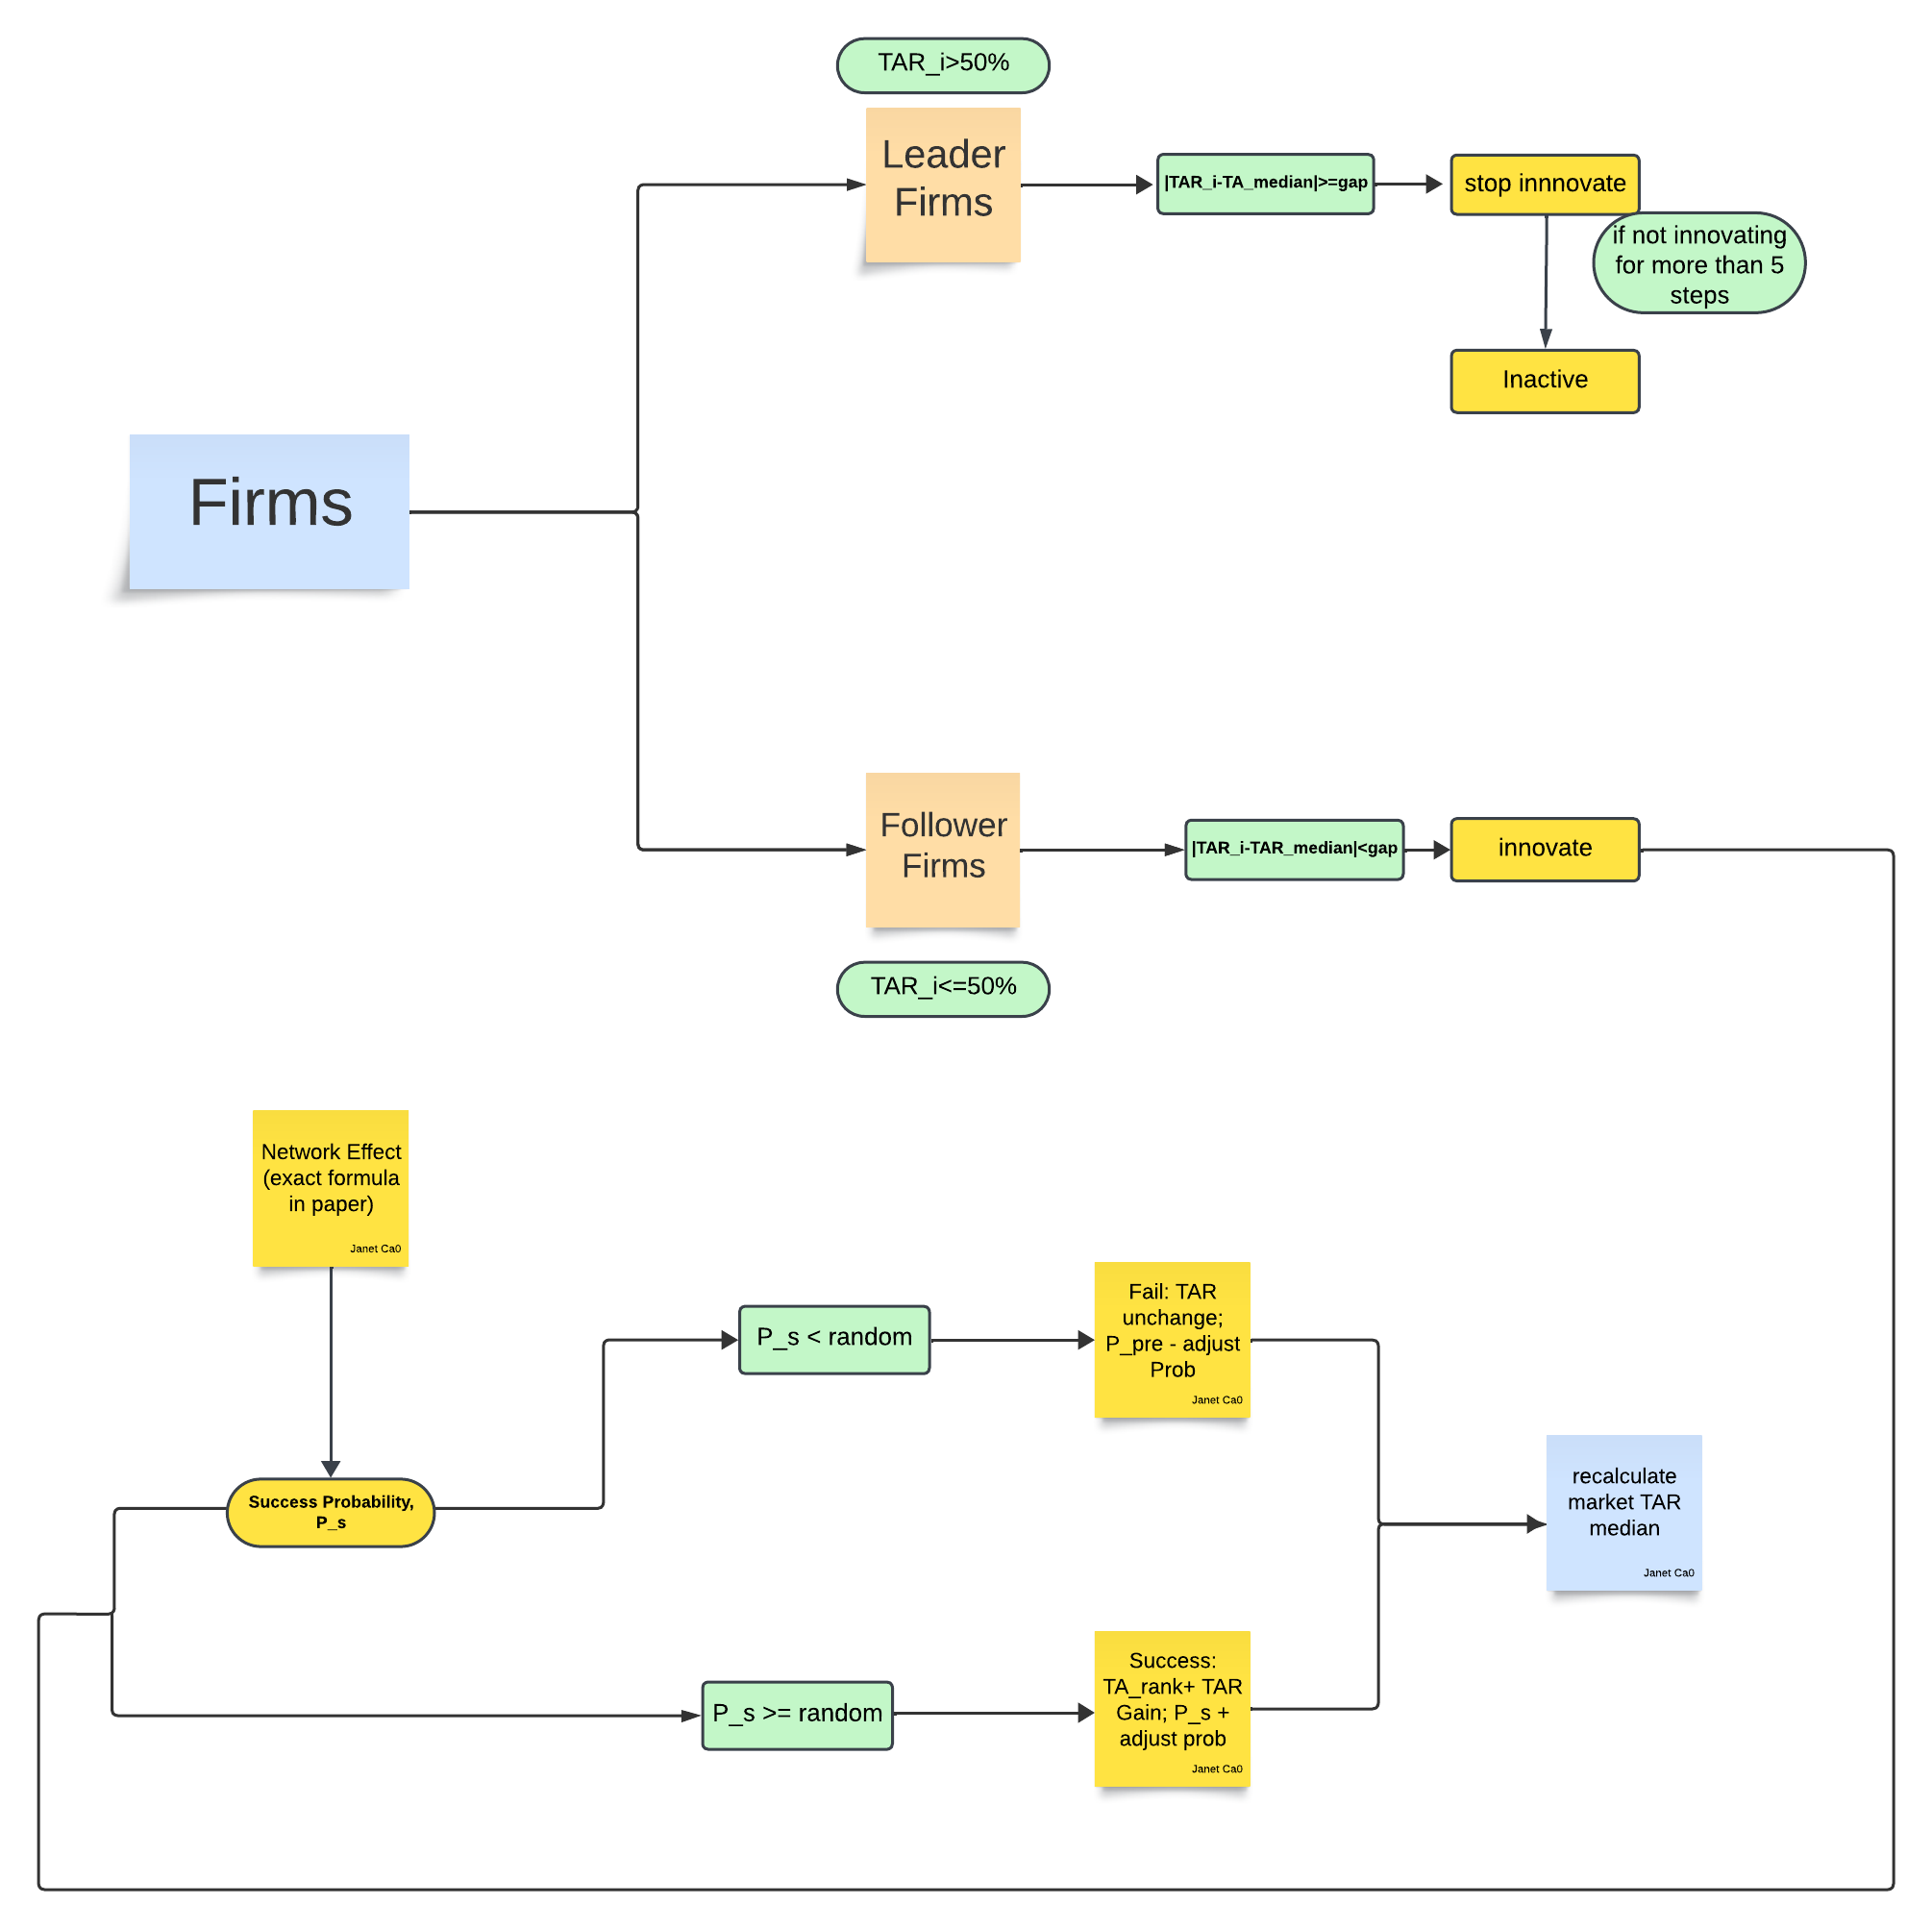 TAR_i>50%
Leader
Firms
|TAR_i-TA_median|>=gap
stop innnovate
if not innovating
for more than 5
steps
Inactive
Firms
Follower
Firms
|TAR_i-TAR_median|<gap
innovate
TAR_i<=50%
Network Effect
(exact formula
in paper)
Janet Ca0
Success Probability,
P_s
P_s < random
Fail: TAR
unchange;
P_pre - adjust
Prob
Janet Ca0
recalculate
market TAR
median
Janet Ca0
P_s >= random
Success:
TA_rank+ TAR
Gain; P_s +
adjust prob
Janet Ca0